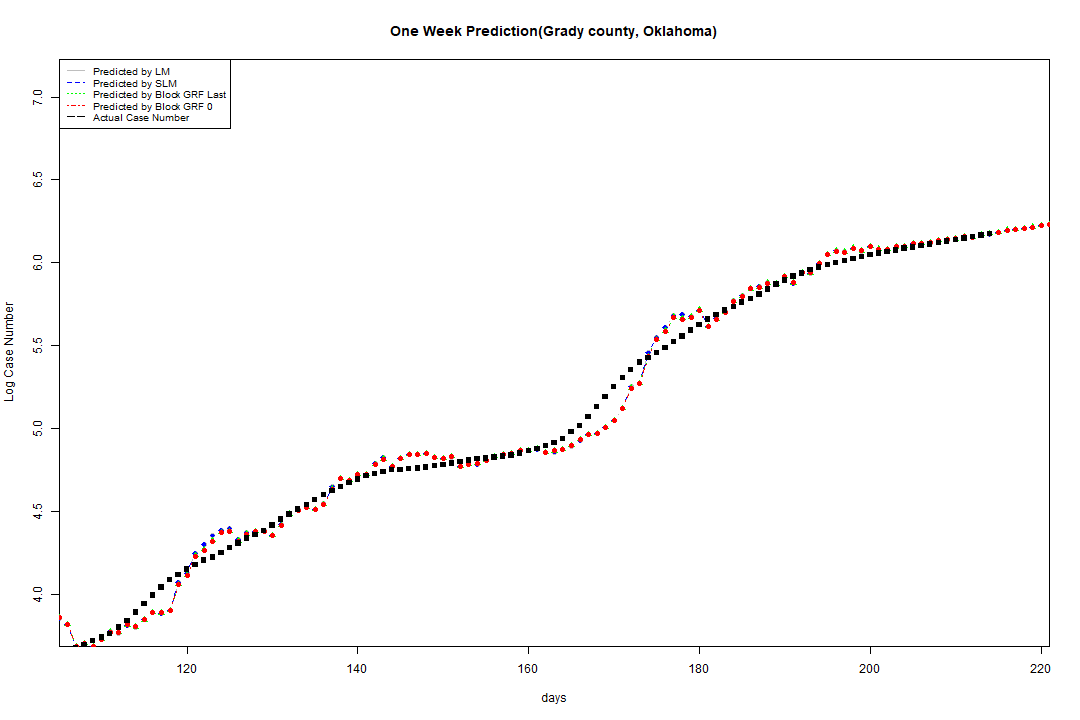 One Week Prediction(Grady county, Oklahoma)
Predicted by LM
Predicted by SLM
Predicted by Block GRF Last
Predicted by Block GRF 0
Actual Case Number
7.0
6.5
6.0
5.5
5.0
4.5
4.0
Log Case Number
120 140 160 180 200 220
days